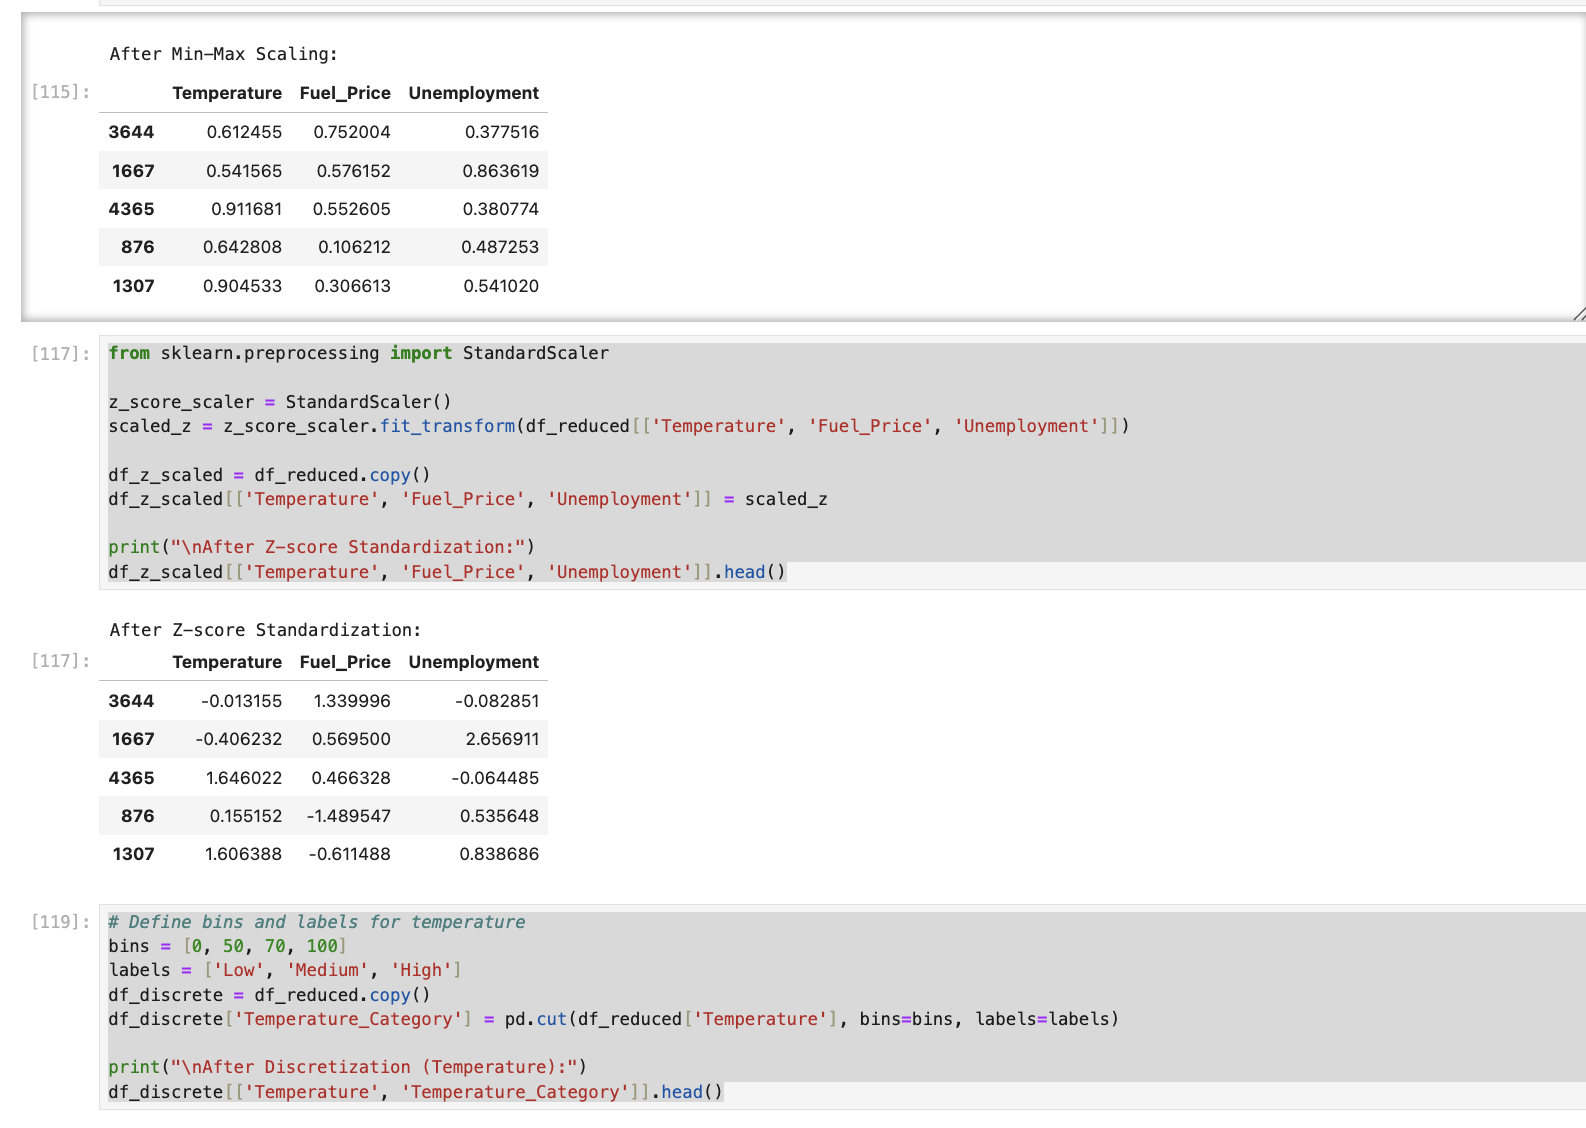 After Min-Max Scaling:
[115]:
Temperature Fuel_Price Unemployment
3644 0.612455 0.752004 0.377516
1667 0.541565 0.576152 0.863619
4365 0.911681 0.552605 0.380774
876 0.642808 0.106212 0.487253
1307 0.904533 0.306613 0.541020
[117]: from sklearn.preprocessing import StandardScaler
z_score_scaler = StandardScaler()
scaled_z = z_score_scaler.fit_transform(df_reduced[['Temperature', 'Fuel_Price', 'Unemployment']])
df_z_scaled = df_reduced.copy()
df_z_scaled[['Temperature', 'Fuel_Price', 'Unemployment']] = scaled_z
print("\nAfter Z-score Standardization:")
df_z_scaled[['Temperature', 'Fuel_Price', 'Unemployment']].head()
After Z-score Standardization:
[117]:
Temperature Fuel_Price Unemployment
3644 -0.013155 1.339996 -0.082851
1667 -0.406232 0.569500 2.656911
4365 1.646022 0.466328 -0.064485
876 0.155152 -1.489547 0.535648
1307 1.606388 -0.611488 0.838686
[119]: # Define bins and labels for temperature
bins = [0, 50, 70, 100]
labels = ['Low', 'Medium', 'High']
df_discrete = df_reduced.copy()
df_discrete['Temperature_Category'] = pd.cut(df_reduced['Temperature'], bins=bins, labels=labels)
print("\nAfter Discretization (Temperature):")
df_discrete[['Temperature', 'Temperature_Category']].head()